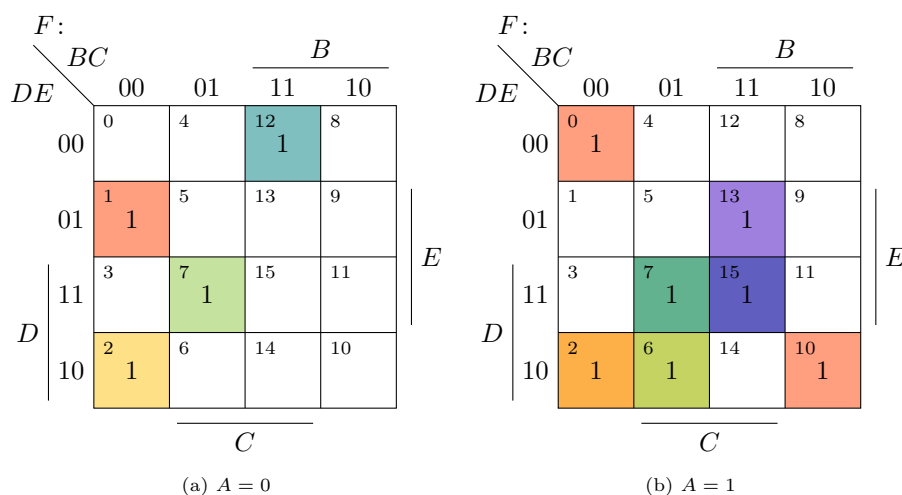 F: F:
BC B BC B
DE 00 01 11 10 DE 00 01 11 10
00 0 4 12 1 8 00 0 1 4 12 8
01 1 1 5 13 9 01 1 5 13 1 9
E E
11 3 7 1 15 11 11 3 7 1 15 1 11
D D
10 2 1 6 14 10 10 2 1 6 1 14 10 1
C C
(a) A = 0 (b) A = 1